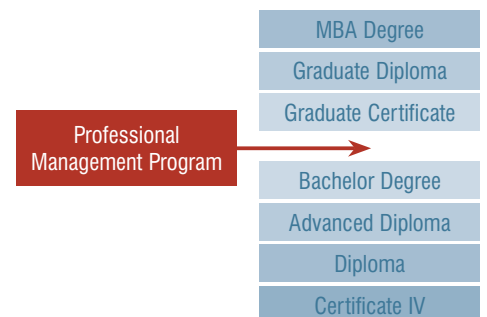 MBA Degree
Graduate Diploma
Graduate Certificate
Professional
Management Program
Bachelor Degree
Advanced Diploma
Diploma
Certificate IV